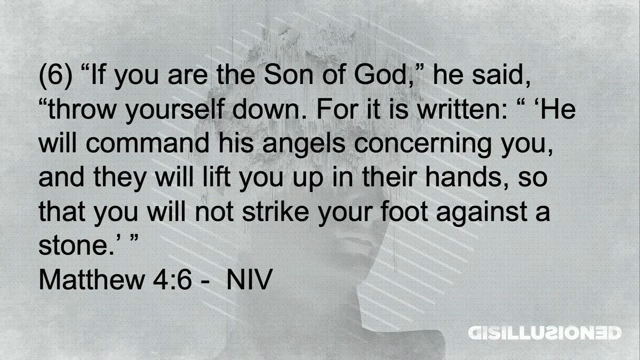 (6) “If you are the Son of God,” he said,
“throw yourself down. For it is written: “ ‘He
will command his angels concerning you,
and they will lift you up in their hands, so
that you will not strike your foot against a
stone.’ ”
Matthew 4:6 -  NIV
DISILLUSIONED